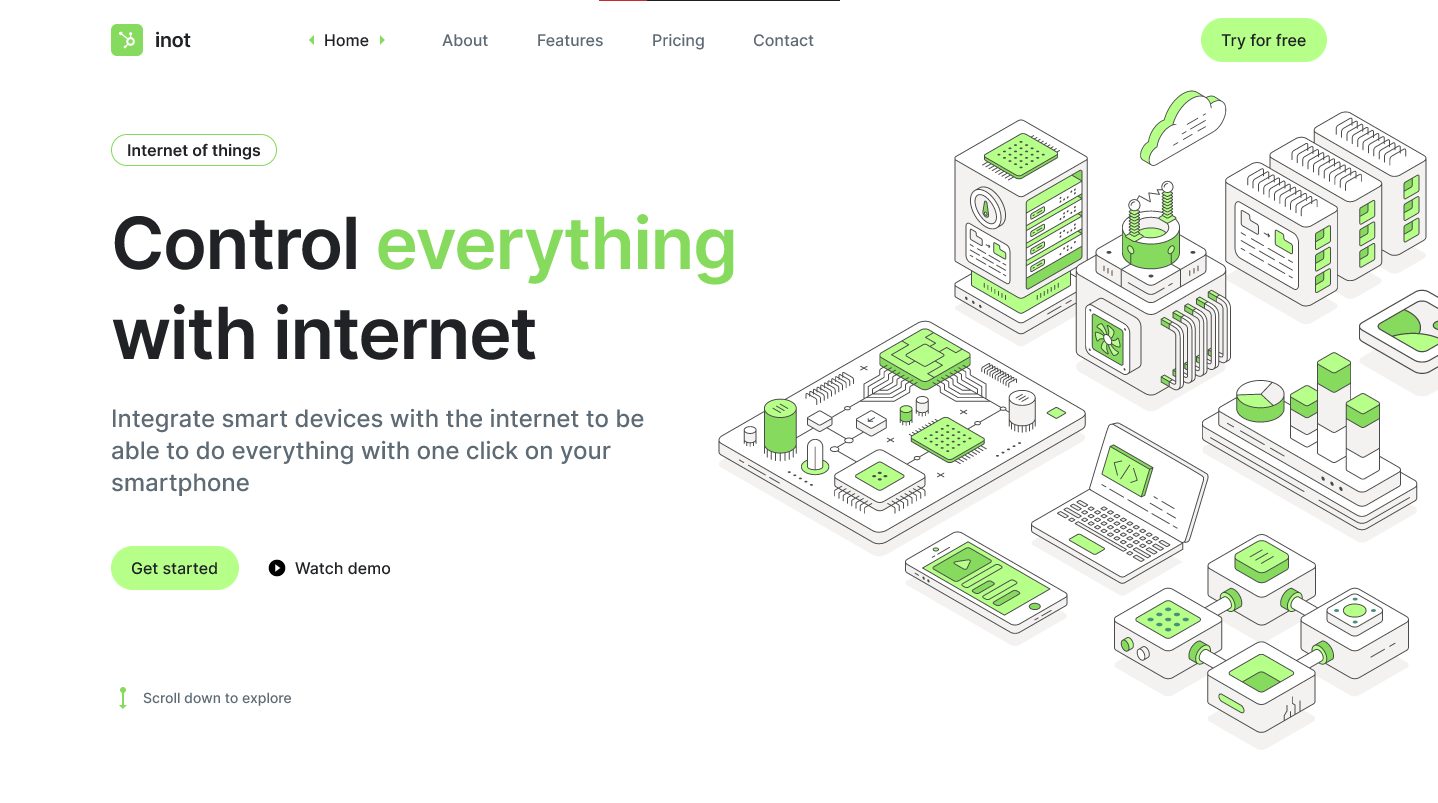 inot
Home
About
Features
Pricing
Contact
Try for free
Internet of things
Control everything
with internet
Integrate smart devices with the internet to be
able to do everything with one click on your
smartphone
Get started
Watch demo
Scroll down to explore
</><br>